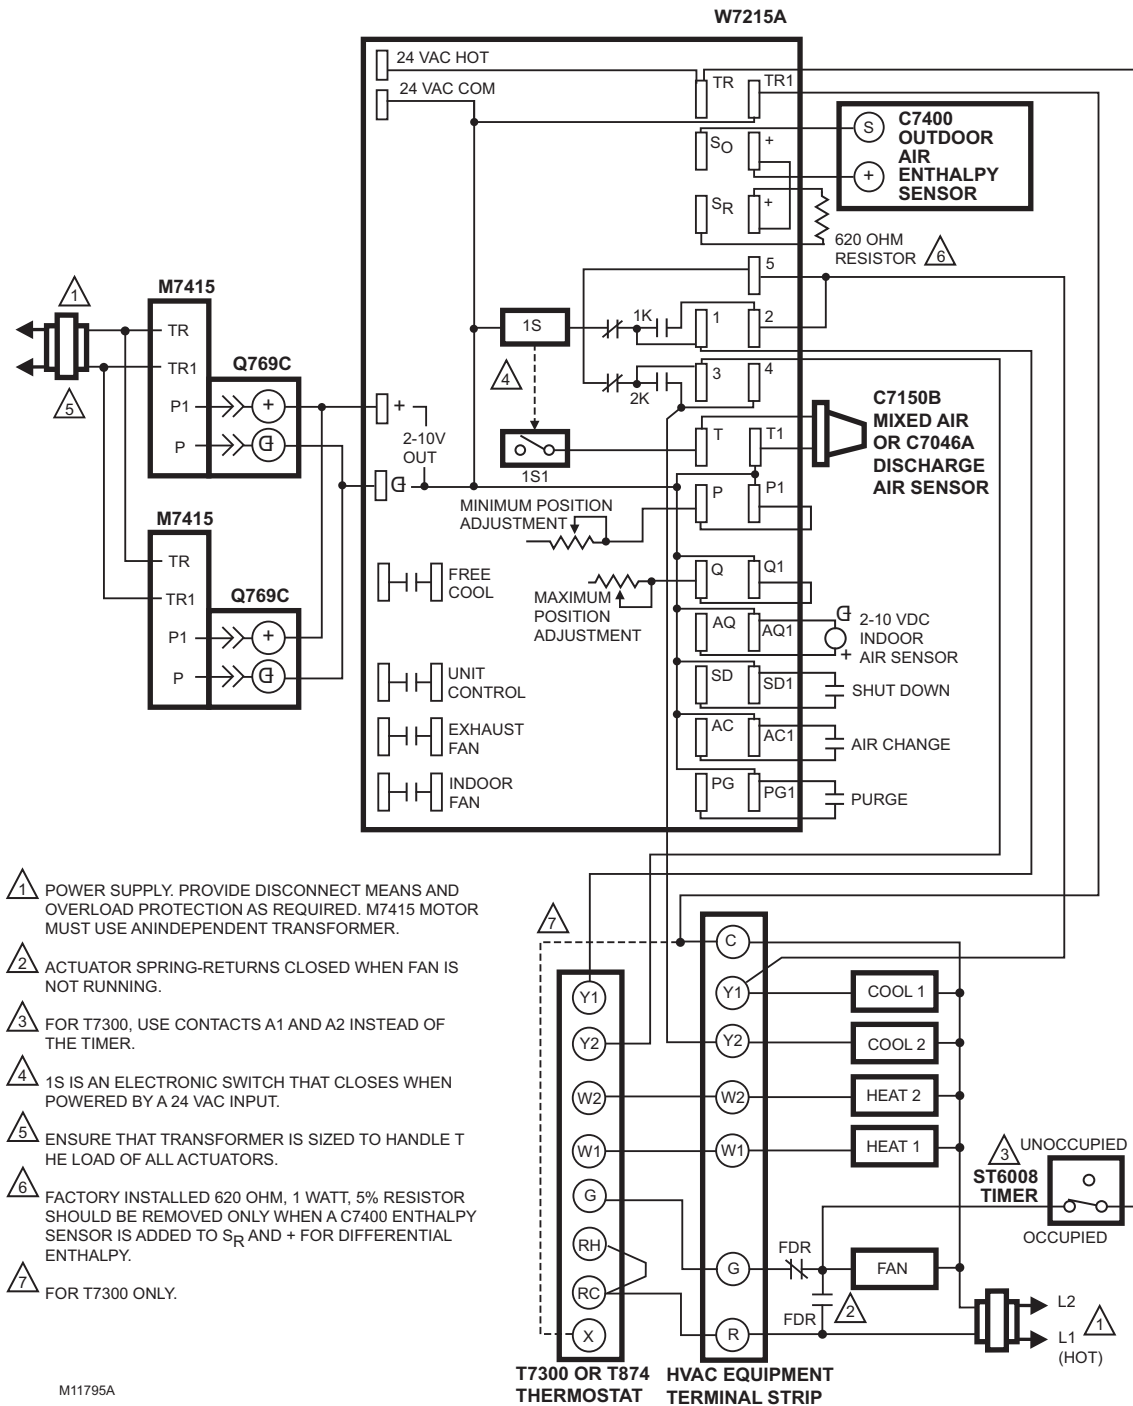 W7215A
24 VAC HOT
24 VAC COM
TR
TR1
SO
+
SR
+
S
+
C7400
OUTDOOR
AIR
ENTHALPY
SENSOR
620 OHM
RESISTOR
6
5
1
2
3
4
1S
1K
2K
4
1S1
T
T1
C7150B
MIXED AIR
OR C7046A
DISCHARGE
AIR SENSOR
1
M7415
TR
TR1
P1
P
Q769C
+
5
+
2-10V
OUT
P
P1
MINIMUM POSITION
ADJUSTMENT
M7415
TR
TR1
P1
P
Q769C
+
FREE
COOL
MAXIMUM
POSITION
ADJUSTMENT
Q
Q1
AQ
AQ1
2-10 VDC
INDOOR
+ AIR SENSOR
UNIT
CONTROL
SD
SD1
SHUT DOWN
EXHAUST
FAN
AC
AC1
AIR CHANGE
INDOOR
FAN
PG
PG1
PURGE
1 POWER SUPPLY. PROVIDE DISCONNECT MEANS AND
OVERLOAD PROTECTION AS REQUIRED. M7415 MOTOR
MUST USE ANINDEPENDENT TRANSFORMER.
2 ACTUATOR SPRING-RETURNS CLOSED WHEN FAN IS
NOT RUNNING.
3 FOR T7300, USE CONTACTS A1 AND A2 INSTEAD OF
THE TIMER.
4 1S IS AN ELECTRONIC SWITCH THAT CLOSES WHEN
POWERED BY A 24 VAC INPUT.
5 ENSURE THAT TRANSFORMER IS SIZED TO HANDLE T
HE LOAD OF ALL ACTUATORS.
6 FACTORY INSTALLED 620 OHM, 1 WATT, 5% RESISTOR
SHOULD BE REMOVED ONLY WHEN A C7400 ENTHALPY
SENSOR IS ADDED TO SR AND + FOR DIFFERENTIAL
ENTHALPY.
7 FOR T7300 ONLY.
7
Y1
Y2
W2
W1
G
RH
RC
X
T7300 OR T874
THERMOSTAT
C
Y1
Y2
W2
W1
G
R
HVAC EQUIPMENT
TERMINAL STRIP
COOL 1
COOL 2
HEAT 2
HEAT 1
FDR
FAN
FDR
2
3
UNOCCUPIED
ST6008
TIMER
OCCUPIED
L2
L1
(HOT)
1
M11795A